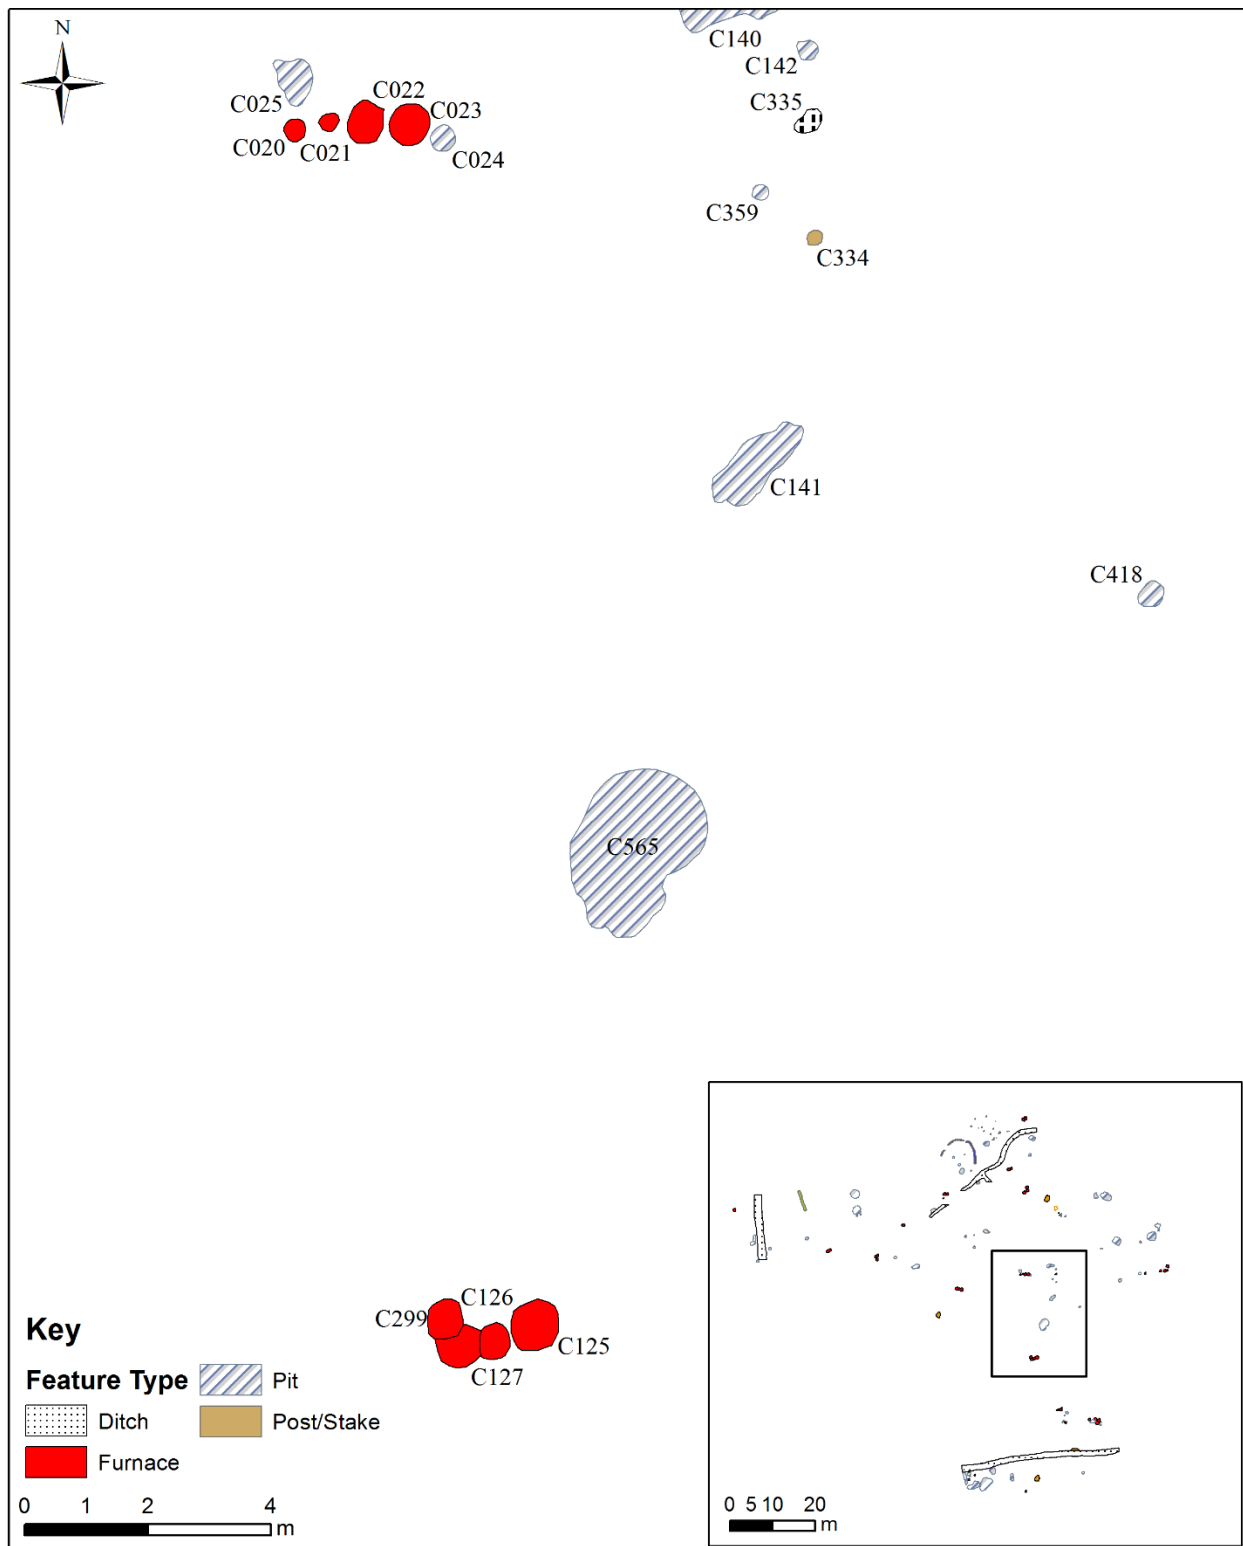 N
C140
C142
C025
C022
C023
C335
C020
C021
C024
C359
C334
C141
C418
C565
C299
C126
C125
C127
Key
Feature Type
Pit
Ditch
Post/Stake
Furnace
0 1 2 4
m
0 5 10 20
m